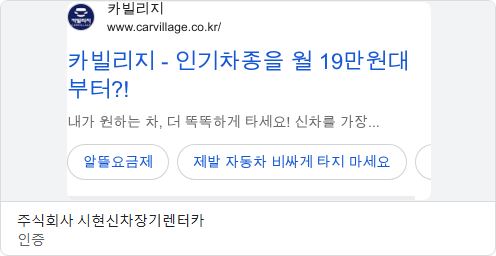 카빌리지
www.carvillage.co.kr/
카빌리지 - 인기차종을 월 19만원대
부터?!
내가 원하는 차, 더 똑똑하게 타세요! 신차를 가장...
알뜰요금제
제발 자동차 비싸게 타지 마세요
주식회사 시현신차장기렌터카
인증